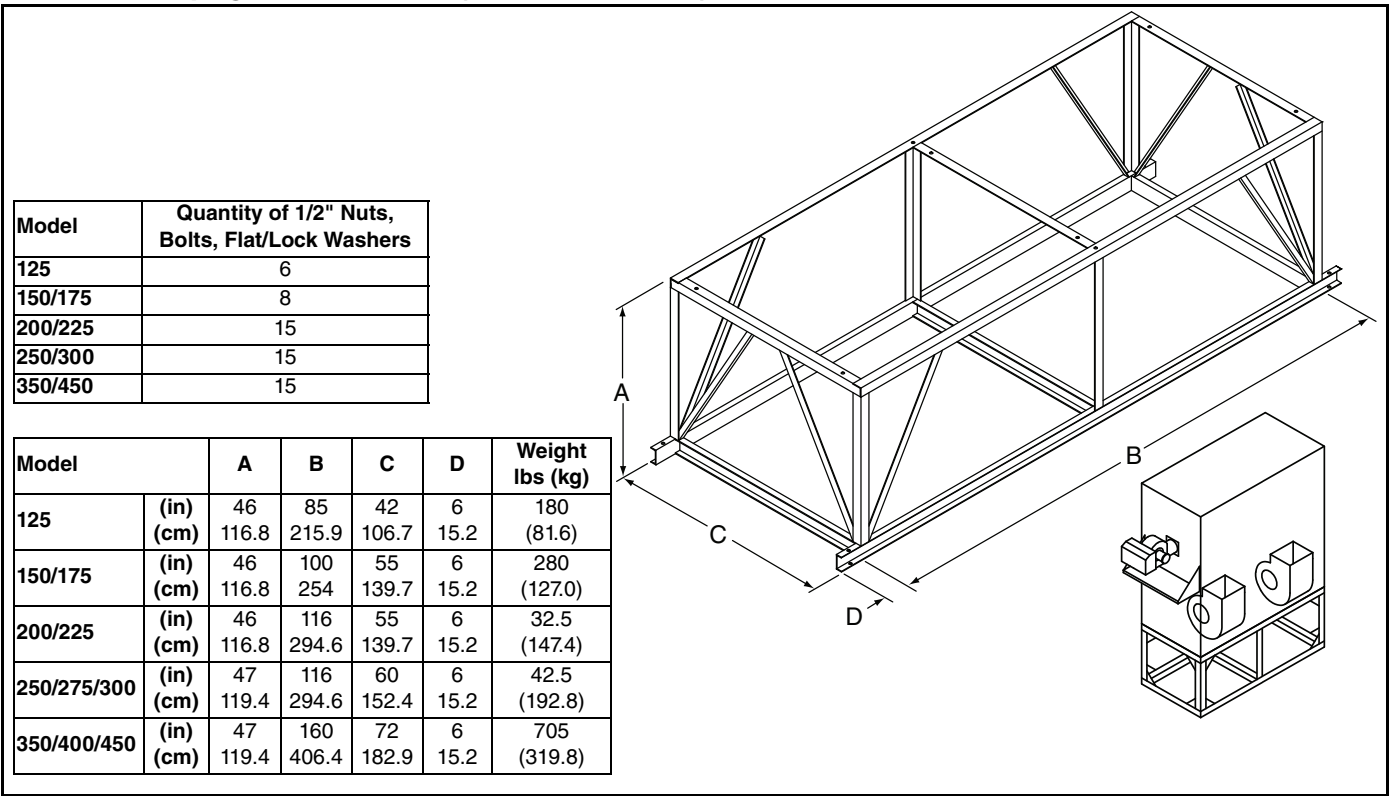 Model Quantity of 1/2" Nuts,
Bolts, Flat/Lock Washers
125 6
150/175 8
200/225 15
250/300 15
350/450 15
Model A B C D Weight
lbs (kg)
125 (in) 46 85 42 6 180
(cm) 116.8 215.9 106.7 15.2 (81.6)
150/175 (in) 46 100 55 6 280
(cm) 116.8 254 139.7 15.2 (127.0)
200/225 (in) 46 116 55 6 32.5
(cm) 116.8 294.6 139.7 15.2 (147.4)
250/275/300 (in) 47 116 60 6 42.5
(cm) 119.4 294.6 152.4 15.2 (192.8)
350/400/450 (in) 47 160 72 6 705
(cm) 119.4 406.4 182.9 15.2 (319.8)
A
B
C
D